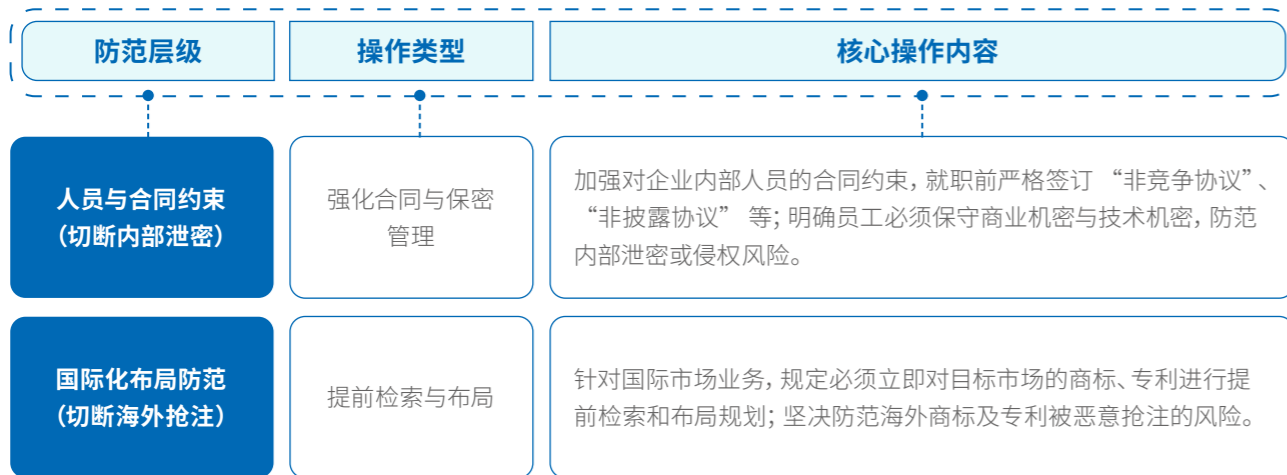 防范层级
操作类型
核心操作内容
人员与合同约束
（切断内部泄密）
强化合同与保密
管理
加强对企业内部人员的合同约束，就职前严格签订 “非竞争协议”、
“非披露协议” 等；明确员工必须保守商业机密与技术机密，防范
内部泄密或侵权风险。
国际化布局防范
（切断海外抢注）
提前检索与布局
针对国际市场业务，规定必须立即对目标市场的商标、专利进行提
前检索和布局规划；坚决防范海外商标及专利被恶意抢注的风险。